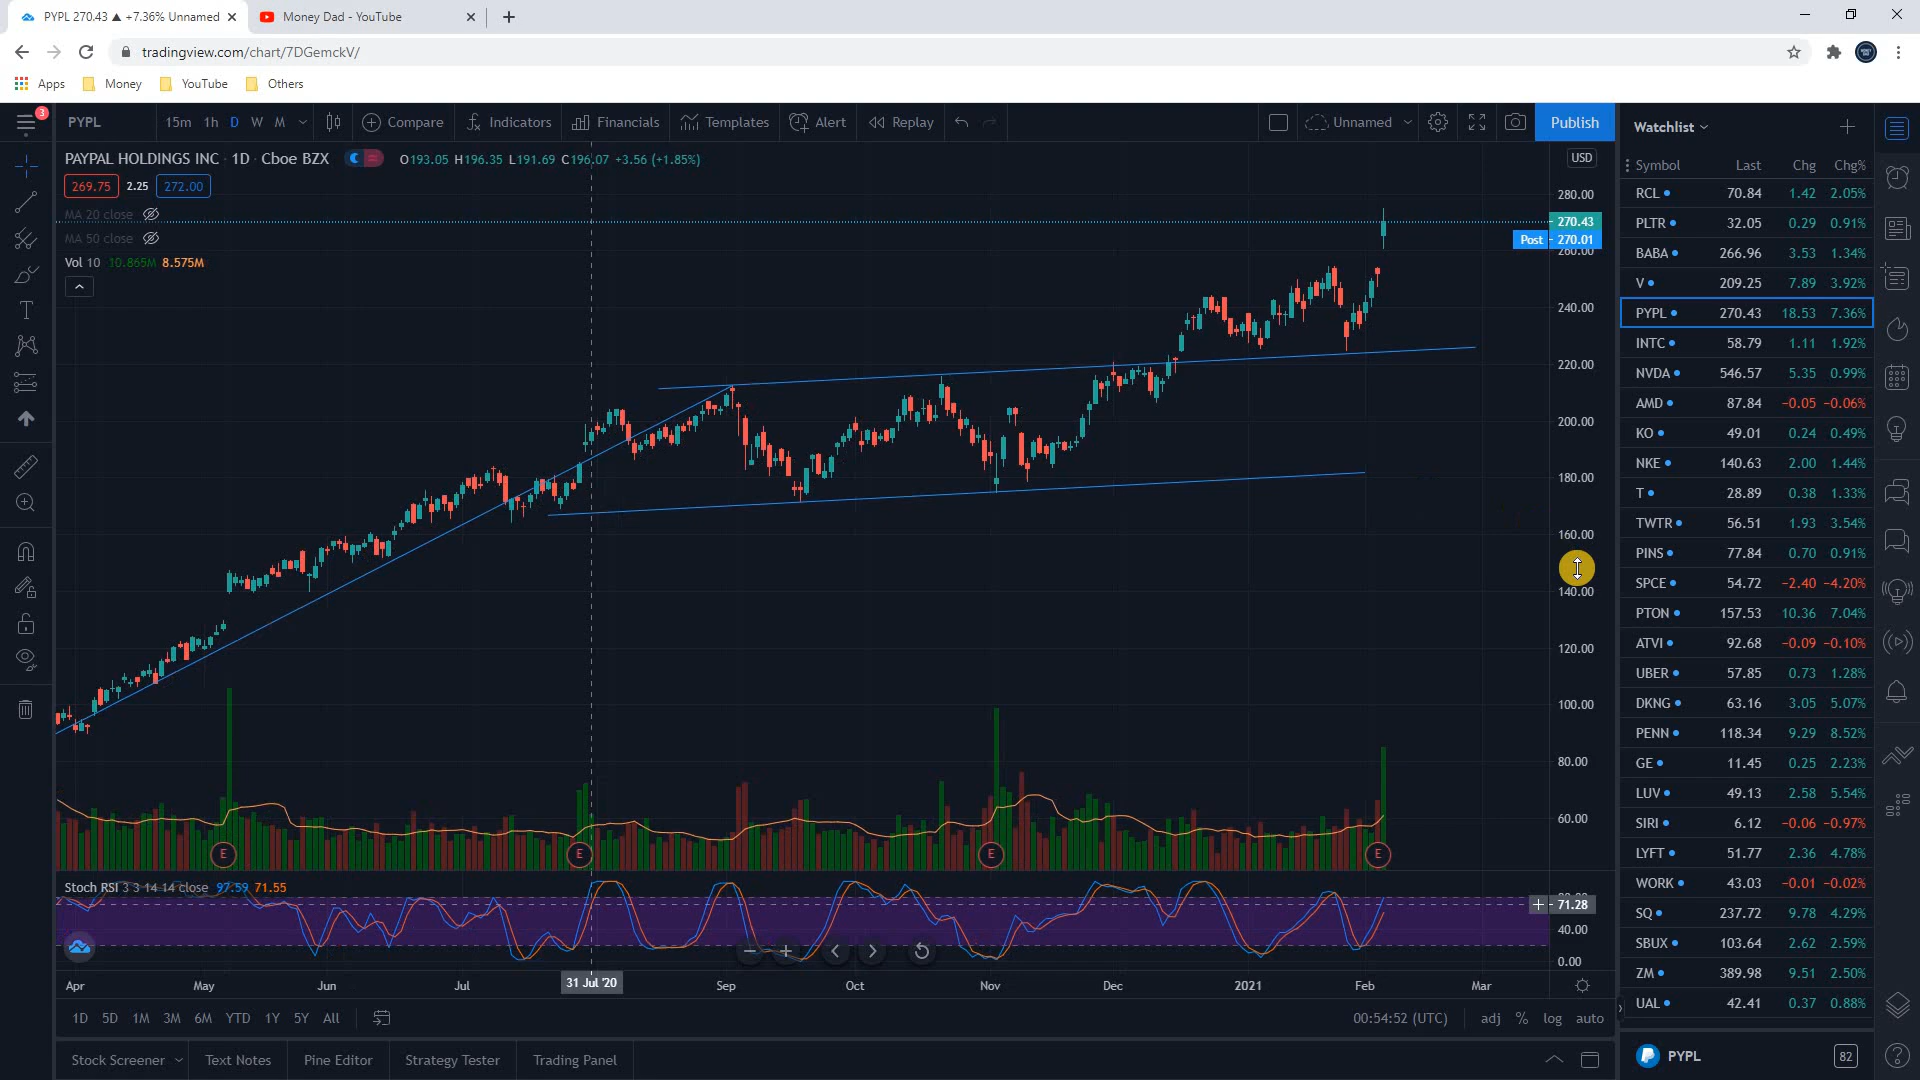 PYPL 270.43 ▲ +7.36% Unnamed
Money Dad - YouTube
tradingview.com/chart/7DGemckV/
Apps Money YouTube Others
3
PYPL 15m 1h D W M Compare Indicators Financials Templates Alert Replay Unnamed Publish
PAYPAL HOLDINGS INC · 1D · Cboe BZX O193.05 H196.35 L191.69 C196.07 +3.56 (+1.85%)
269.75 2.25 272.00
MA 20 close
MA 50 close
Vol 10 10.865M 8.575M
USD
280.00
270.43
Post 270.01
260.00
240.00
220.00
200.00
180.00
160.00
140.00
120.00
100.00
80.00
60.00
E E E E
Stoch RSI 3 3 14 14 close 97.59 71.55
71.28
40.00
0.00
Apr May Jun Jul 31 Jul '20 Sep Oct Nov Dec 2021 Feb Mar
1D 5D 1M 3M 6M YTD 1Y 5Y All 00:54:52 (UTC) adj % log auto
Stock Screener Text Notes Pine Editor Strategy Tester Trading Panel
Watchlist
Symbol Last Chg Chg%
RCL 70.84 1.42 2.05%
PLTR 32.05 0.29 0.91%
BABA 266.96 3.53 1.34%
V 209.25 7.89 3.92%
PYPL 270.43 18.53 7.36%
INTC 58.79 1.11 1.92%
NVDA 546.57 5.35 0.99%
AMD 87.84 −0.05 −0.06%
KO 49.01 0.24 0.49%
NKE 140.63 2.00 1.44%
T 28.89 0.38 1.33%
TWTR 56.51 1.93 3.54%
PINS 77.84 0.70 0.91%
SPCE 54.72 −2.40 −4.20%
PTON 157.53 10.36 7.04%
ATVI 92.68 −0.09 −0.10%
UBER 57.85 0.73 1.28%
DKNG 63.16 3.05 5.07%
PENN 118.34 9.29 8.52%
GE 11.45 0.25 2.23%
LUV 49.13 2.58 5.54%
SIRI 6.12 −0.06 −0.97%
LYFT 51.77 2.36 4.78%
WORK 43.03 −0.01 −0.02%
SQ 237.72 9.78 4.29%
SBUX 103.64 2.62 2.59%
ZM 389.98 9.51 2.50%
UAL 42.41 0.37 0.88%
PYPL 82